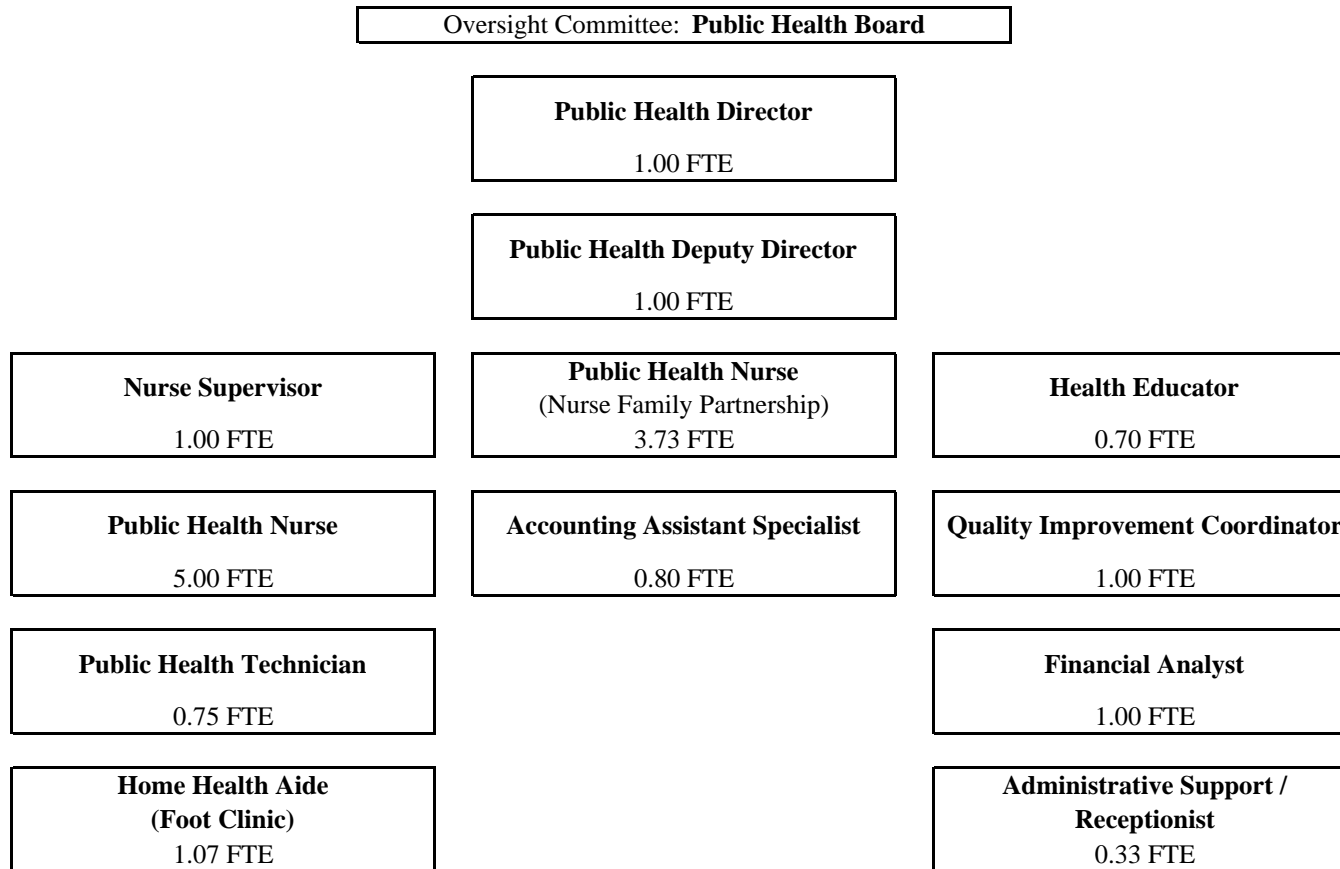 Oversight Committee: Public Health Board
Public Health Director
1.00 FTE
Public Health Deputy Director
1.00 FTE
Nurse Supervisor
1.00 FTE
Public Health Nurse
(Nurse Family Partnership)
3.73 FTE
Health Educator
0.70 FTE
Public Health Nurse
5.00 FTE
Accounting Assistant Specialist
0.80 FTE
Quality Improvement Coordinator
1.00 FTE
Public Health Technician
0.75 FTE
Financial Analyst
1.00 FTE
Home Health Aide
(Foot Clinic)
1.07 FTE
Administrative Support /
Receptionist
0.33 FTE